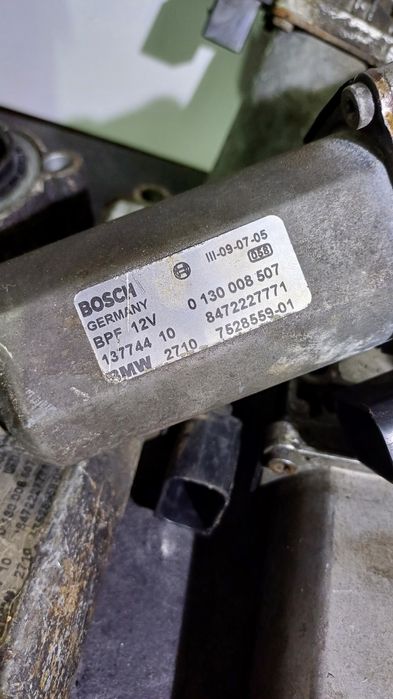 III-09-07-05
058
BOSCH
GERMANY
BPF 12V 0 130 008 507
137744 10 8472227771
BMW 2710 7528559-01